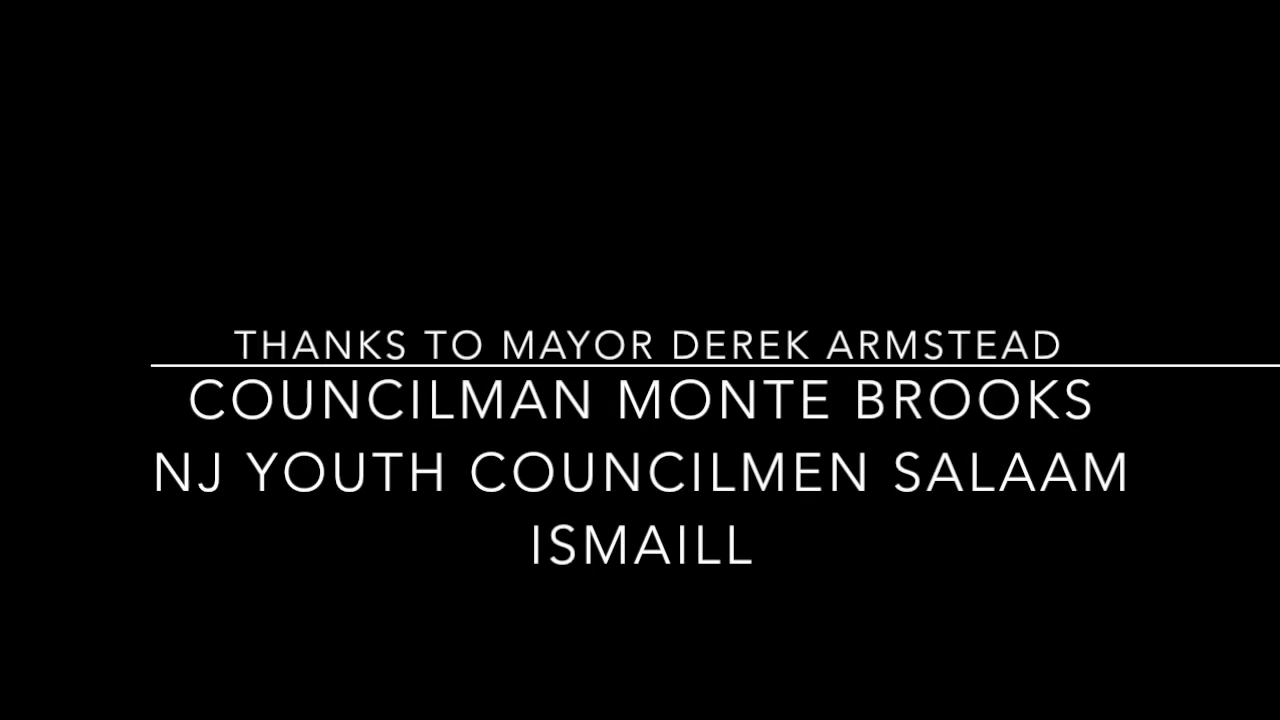 THANKS TO MAYOR DEREK ARMSTEAD
COUNCILMAN MONTE BROOKS
NJ YOUTH COUNCILMEN SALAAM
ISMAILL